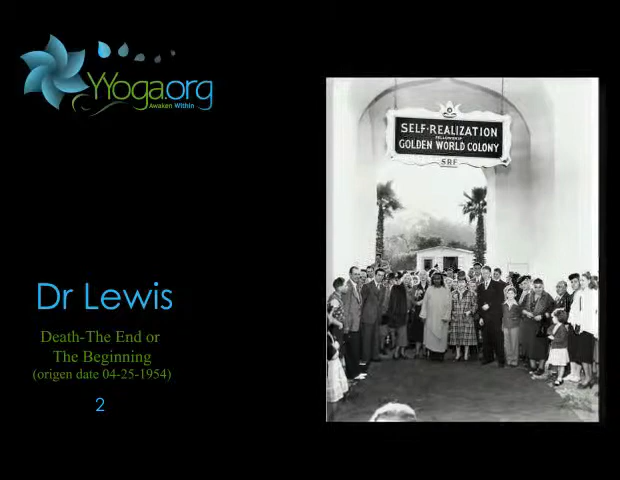 YYoga.org
Awaken Within
SELF-REALIZATION
FELLOWSHIP
GOLDEN WORLD COLONY
SRF
Dr Lewis
Death-The End or
The Beginning
(origen date 04-25-1954)
2